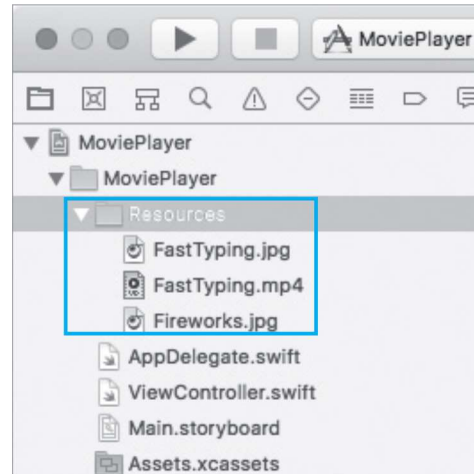 MoviePlayer
MoviePlayer
MoviePlayer
Resources
FastTyping.jpg
FastTyping.mp4
Fireworks.jpg
AppDelegate.swift
ViewController.swift
Main.storyboard
Assets.xcassets